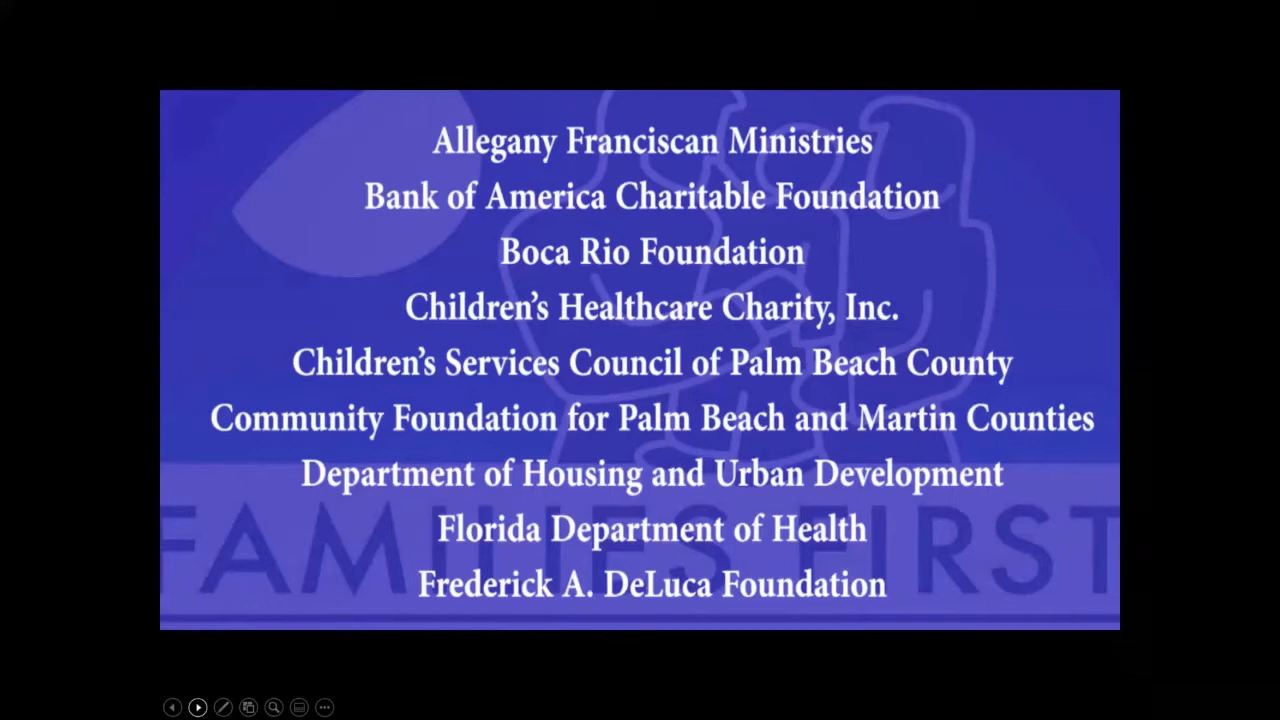 Allegany Franciscan Ministries
Bank of America Charitable Foundation
Boca Rio Foundation
Children’s Healthcare Charity, Inc.
Children’s Services Council of Palm Beach County
Community Foundation for Palm Beach and Martin Counties
Department of Housing and Urban Development
Florida Department of Health
FAMILIES FIRST
Frederick A. DeLuca Foundation